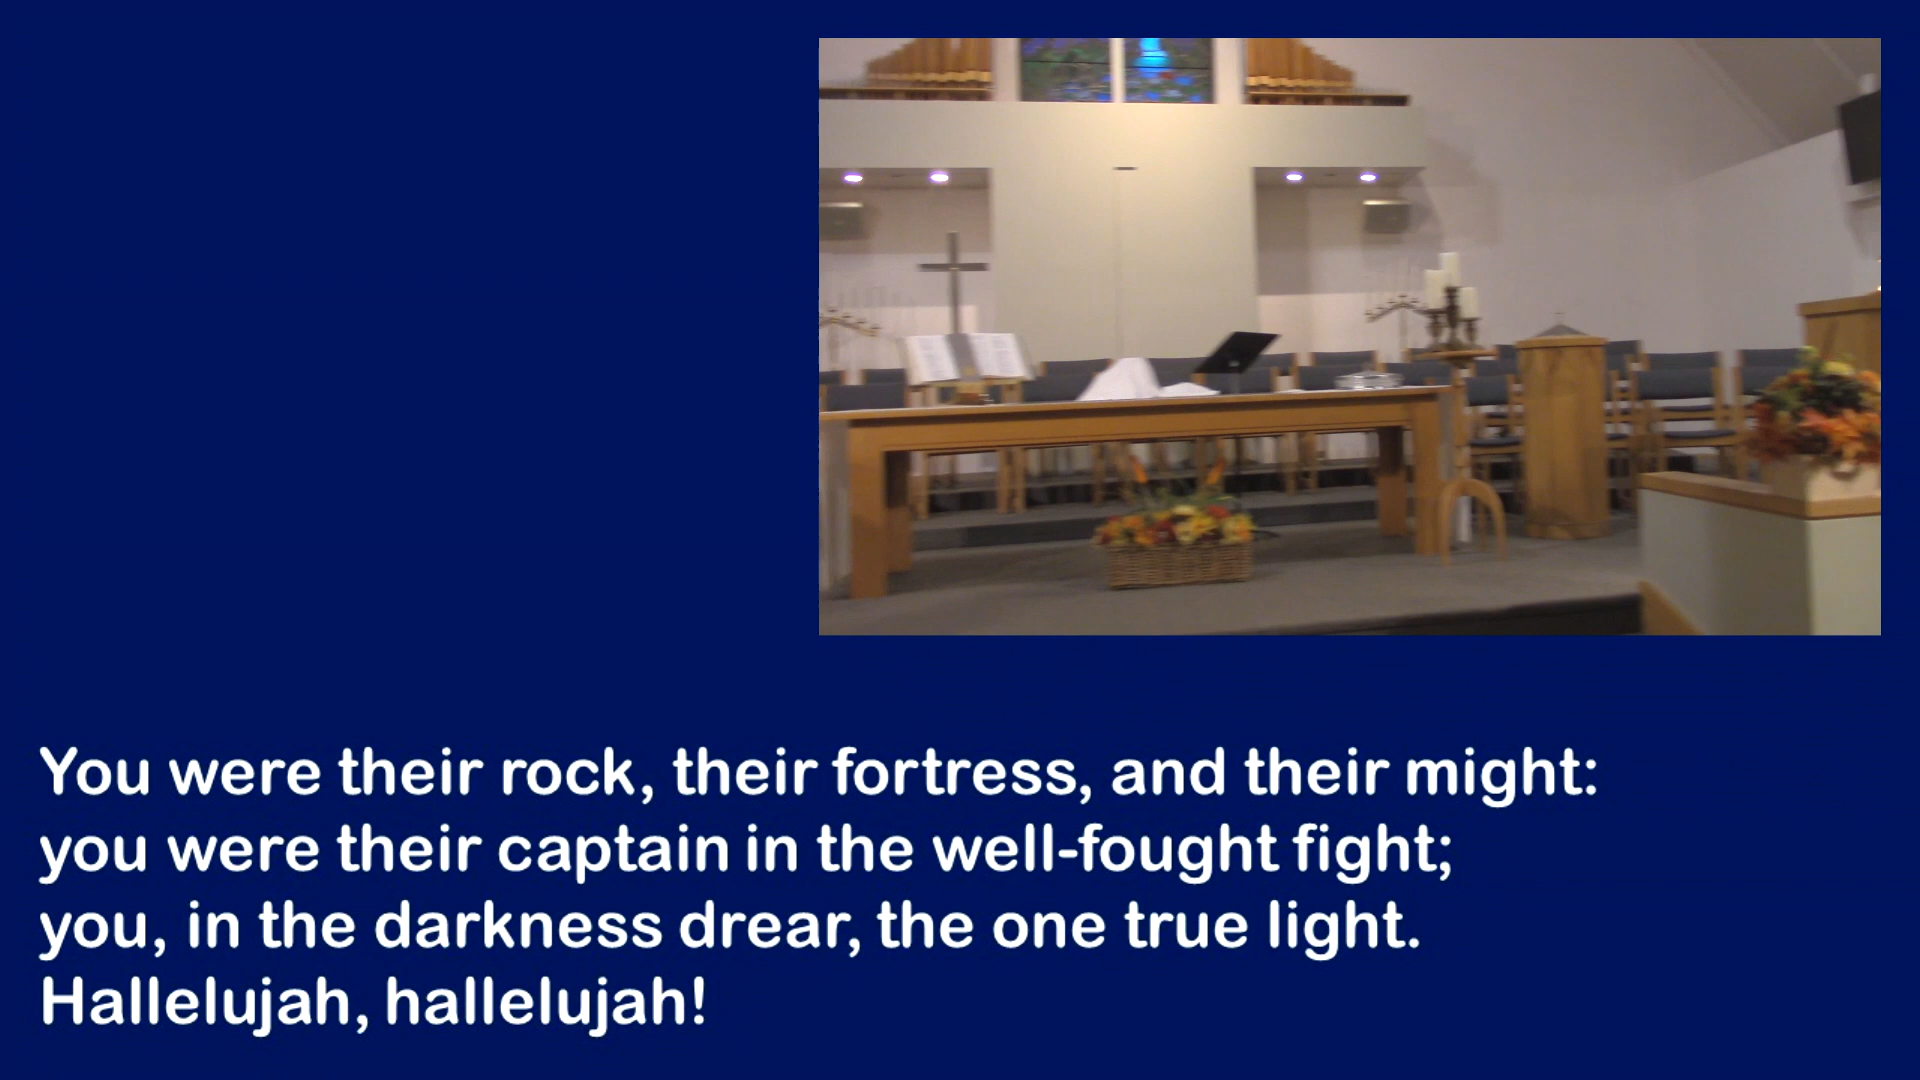 You were their rock, their fortress, and their might:
you were their captain in the well-fought fight;
you, in the darkness drear, the one true light.
Hallelujah, hallelujah!